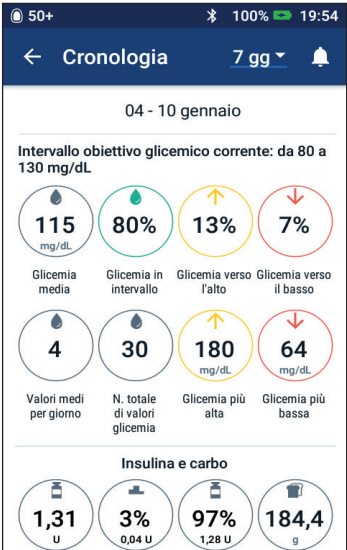 50+ 100% 19:54
Cronologia 7 gg
04 - 10 gennaio
Intervallo obiettivo glicemico corrente: da 80 a
130 mg/dL
115 80% 13% 7%
mg/dL
Glicemia Glicemia in Glicemia verso Glicemia verso
media intervallo l'alto il basso
4 30 180 64
mg/dL mg/dL
Valori medi N. totale Glicemia più Glicemia più
per giorno di valori alta bassa
glicemia
Insulina e carbo
1,31 3% 97% 184,4
U 0,04 U 1,28 U g